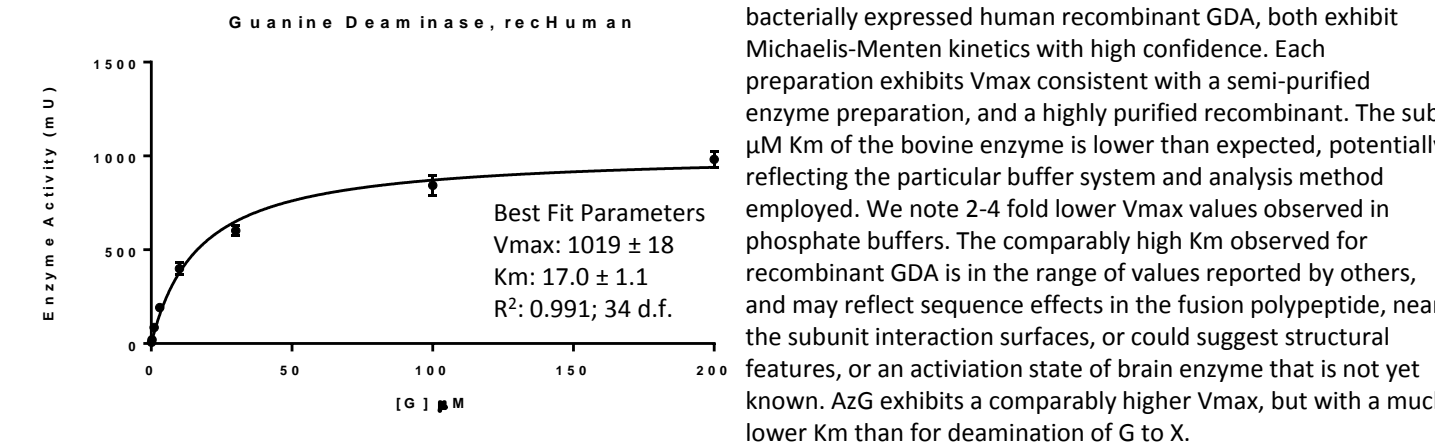 Guanine Deaminase, recHuman
1500
1000
500
0
Enzyme Activity (mU)
0 50 100 150 200
[G] µM
Best Fit Parameters
Vmax: 1019 ± 18
Km: 17.0 ± 1.1
R²: 0.991; 34 d.f.
bacterially expressed human recombinant GDA, both exhibit
Michaelis-Menten kinetics with high confidence. Each
preparation exhibits Vmax consistent with a semi-purified
enzyme preparation, and a highly purified recombinant. The sub
µM Km of the bovine enzyme is lower than expected, potentially
reflecting the particular buffer system and analysis method
employed. We note 2-4 fold lower Vmax values observed in
phosphate buffers. The comparably high Km observed for
recombinant GDA is in the range of values reported by others,
and may reflect sequence effects in the fusion polypeptide, near
the subunit interaction surfaces, or could suggest structural
features, or an activiation state of brain enzyme that is not yet
known. AzG exhibits a comparably higher Vmax, but with a much
lower Km than for deamination of G to X.